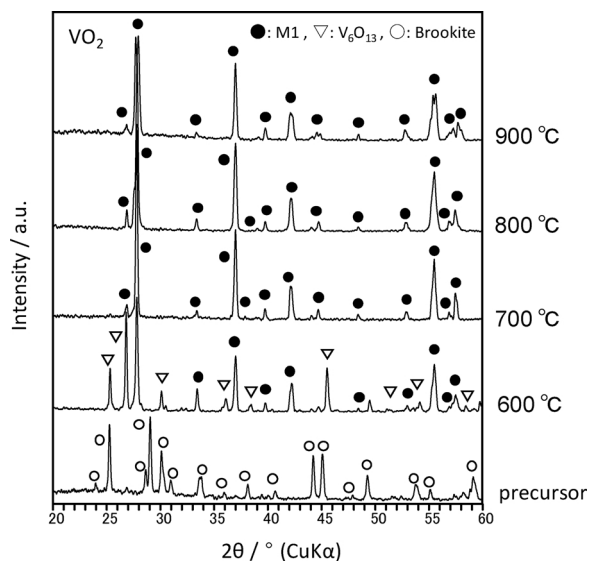 VO₂
●: M1 , ▽: V₆O₁₃, ○: Brookite
900 ℃
800 ℃
700 ℃
600 ℃
precursor
Intensity / a.u.
20 25 30 35 40 45 50 55 60
2θ / ° (CuKα)